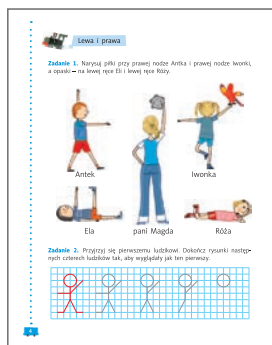 Lewa i prawa
Zadanie 1. Narysuj piłki przy prawej nodze Antka i prawej nodze Iwonki,
a opaski – na lewej ręce Eli i lewej ręce Róży.
Antek
Iwonka
Ela
pani Magda
Róża
Zadanie 2. Przyjrzyj się pierwszemu ludzikowi. Dokończ rysunki następ-
nych czterech ludzików tak, aby wyglądały jak ten pierwszy.